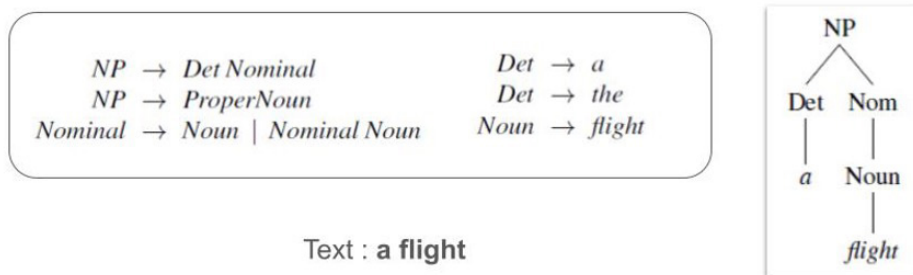 NP → Det Nominal
NP → ProperNoun
Nominal → Noun | Nominal Noun
Det → a
Det → the
Noun → flight
Text : a flight
NP
Det Nom
a Noun
flight